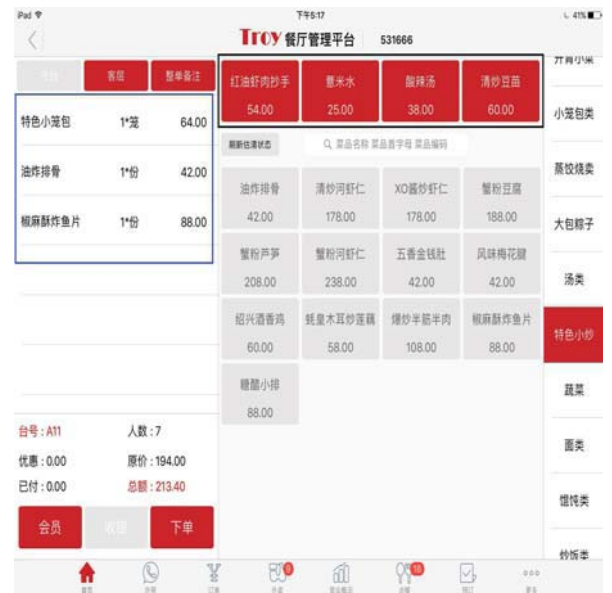 iPad
下午5:17
41%
Troy 餐厅管理平台 531666
客层
整单备注
特色小笼包 1*笼 64.00
油炸排骨 1*份 42.00
椒麻酥炸鱼片 1*份 88.00
台号：A11 人数：7
优惠：0.00 原价：194.00
已付：0.00 总额：213.40
会员
下单
红油虾肉抄手 薏米水 酸辣汤 清炒豆苗
54.00 25.00 38.00 60.00
刷新估清状态 菜品名称 菜品首字母 菜品编码
油炸排骨 清炒河虾仁 XO酱炒虾仁 蟹粉豆腐
42.00 178.00 178.00 188.00
蟹粉芦笋 蟹粉河虾仁 五香金钱肚 风味梅花腱
208.00 238.00 42.00 42.00
绍兴酒香鸡 蚝皇木耳炒莲藕 爆炒半筋半肉 椒麻酥炸鱼片
60.00 58.00 108.00 88.00
糖醋小排
88.00
开胃小菜
小笼包类
蒸饺烧卖
大包粽子
汤类
特色小炒
蔬菜
面类
馄饨类
炒饭类
首页
订单
更多